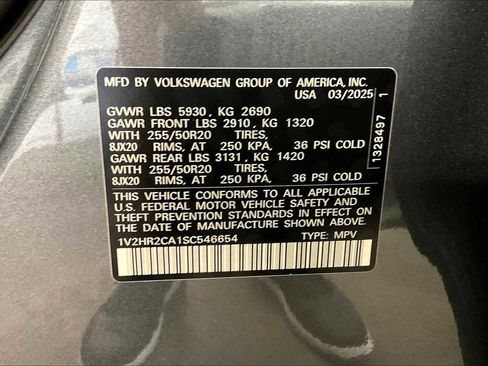 MFD BY VOLKSWAGEN GROUP OF AMERICA, INC.
USA 03/2025
GVWR LBS 5930, KG 2690
GAWR FRONT LBS 2910, KG 1320
WITH 255/50R20 TIRES,
8JX20 RIMS, AT 250 KPA, 36 PSI COLD
GAWR REAR LBS 3131, KG 1420
WITH 255/50R20 TIRES,
8JX20 RIMS, AT 250 KPA, 36 PSI COLD
THIS VEHICLE CONFORMS TO ALL APPLICABLE
U.S. FEDERAL MOTOR VEHICLE SAFETY AND
THEFT PREVENTION STANDARDS IN EFFECT ON
THE DATE OF MANUFACTURE SHOWN ABOVE.
1V2HR2CA1SC546654 TYPE: MPV
1328497 1